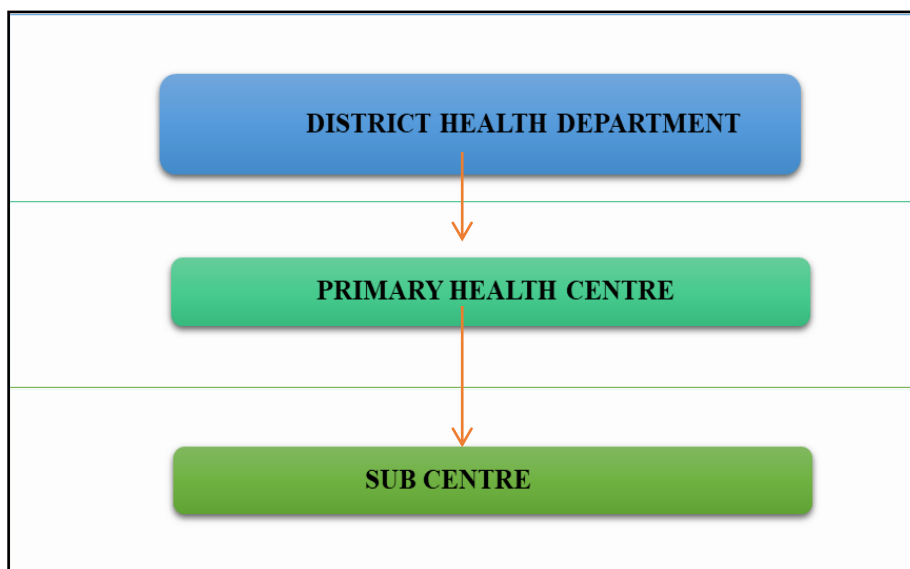 DISTRICT HEALTH DEPARTMENT
PRIMARY HEALTH CENTRE
SUB CENTRE